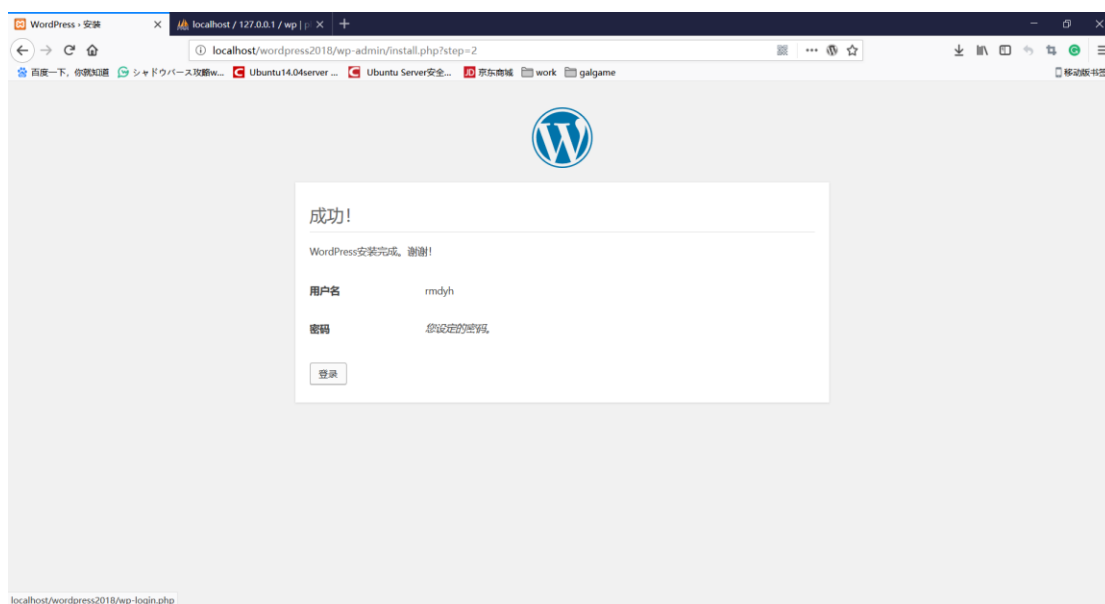 WordPress › 安装
localhost / 127.0.0.1 / wp | p
localhost/wordpress2018/wp-admin/install.php?step=2
百度一下，你就知道 シャドウバース攻略w... Ubuntu14.04server ... Ubuntu Server安全... JD 京东商城 work galgame 移动版书签
成功！
WordPress安装完成。谢谢！
用户名 rmdyh
密码 您设定的密码。
登录
localhost/wordpress2018/wp-login.php